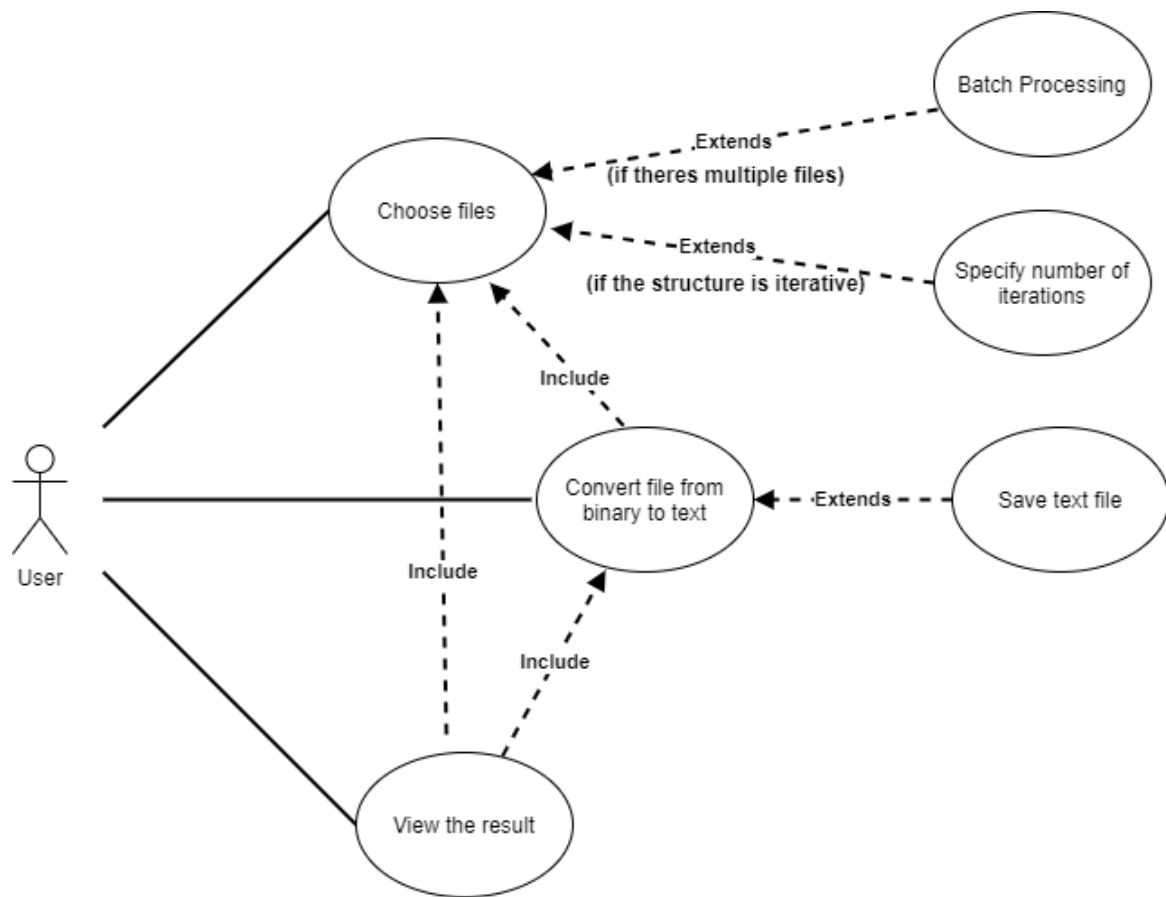 Batch Processing
Extends
(if theres multiple files)
Choose files
Extends
(if the structure is iterative)
Specify number of
iterations
Include
Convert file from
binary to text
Extends
Save text file
User
Include
Include
View the result